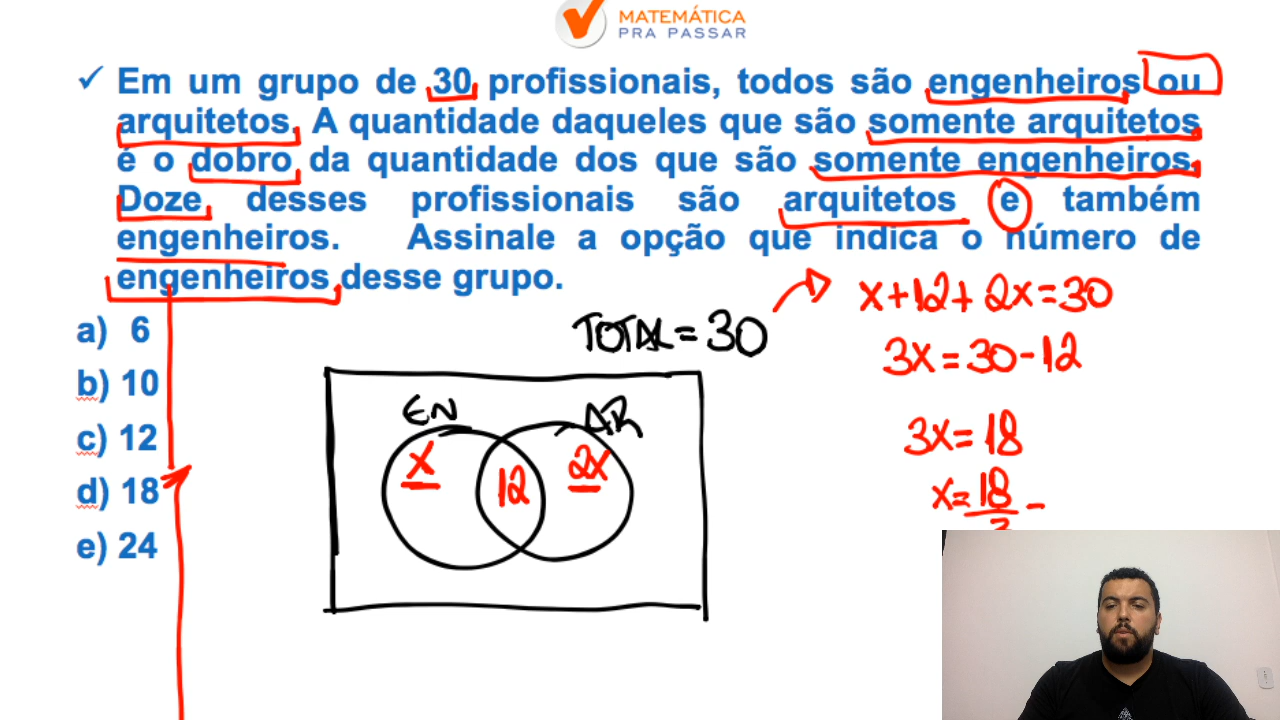 MATEMÁTICA
PRA PASSAR
Em um grupo de 30 profissionais, todos são engenheiros ou
arquitetos. A quantidade daqueles que são somente arquitetos
é o dobro da quantidade dos que são somente engenheiros.
Doze desses profissionais são arquitetos e também
engenheiros. Assinale a opção que indica o número de
engenheiros desse grupo.
a) 6
b) 10
c) 12
d) 18
e) 24
TOTAL = 30
EN AR
x 12 2x
x+12+2x=30
3x=30-12
3x=18
x=18